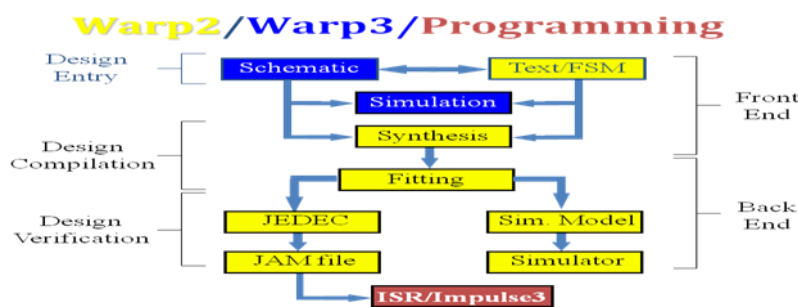 Warp2/Warp3/Programming
Design
Entry
Schematic
Text/FSM
Simulation
Front
End
Synthesis
Design
Compilation
Fitting
Design
Verification
JEDEC
Sim. Model
Back
End
JAM file
Simulator
ISR/Impulse3